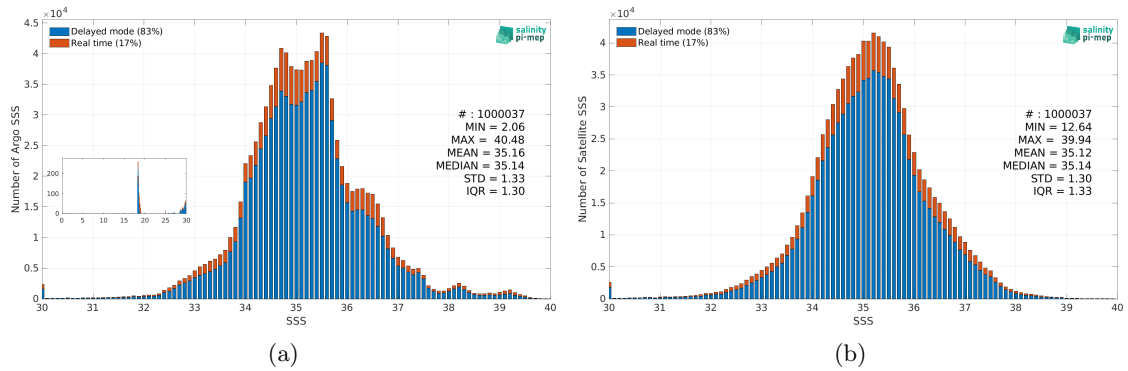 ×10⁴
4.5
4
3.5
3
2.5
2
1.5
1
0.5
0
Number of Argo SSS
Delayed mode (83%)
Real time (17%)
salinity
pi-mep
# : 1000037
MIN = 2.06
MAX = 40.48
MEAN = 35.16
MEDIAN = 35.14
STD = 1.33
IQR = 1.30
200
100
0
0 5 10 15 20 25 30
30 31 32 33 34 35 36 37 38 39 40
SSS
(a)
×10⁴
4
3.5
3
2.5
2
1.5
1
0.5
0
Number of Satellite SSS
Delayed mode (83%)
Real time (17%)
salinity
pi-mep
# : 1000037
MIN = 12.64
MAX = 39.94
MEAN = 35.12
MEDIAN = 35.14
STD = 1.30
IQR = 1.33
30 31 32 33 34 35 36 37 38 39 40
SSS
(b)